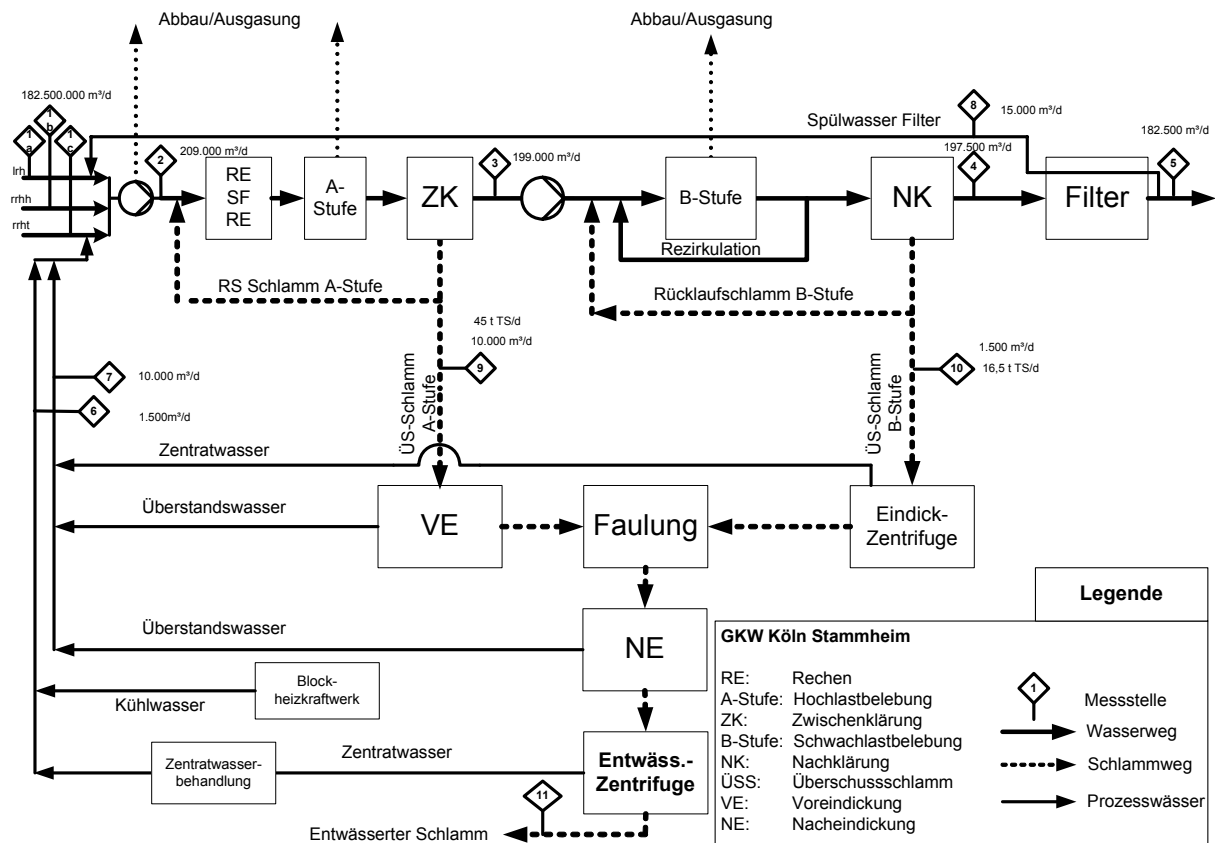 Abbau/Ausgasung
Abbau/Ausgasung
182.500.000 m³/d
1
a
1
b
1
c
8
15.000 m³/d
Spülwasser Filter
182.500 m³/d
2
209.000 m³/d
3
199.000 m³/d
197.500 m³/d
4
5
lrh
rrhh
rrht
RE
SF
RE
A-
Stufe
ZK
B-Stufe
NK
Filter
Rezirkulation
RS Schlamm A-Stufe
Rücklaufschlamm B-Stufe
45 t TS/d
10.000 m³/d
9
ÜS-Schlamm
A-Stufe
1.500 m³/d
10
16,5 t TS/d
ÜS-Schlamm
B-Stufe
7
10.000 m³/d
6
1.500m³/d
Zentratwasser
Überstandswasser
VE
Faulung
Eindick-
Zentrifuge
Überstandswasser
NE
Block-
heizkraftwerk
Kühlwasser
Zentratwasser
Zentratwasser-
behandlung
Entwäss.-
Zentrifuge
11
Entwässerter Schlamm
Legende
GKW Köln Stammheim
RE: Rechen
A-Stufe: Hochlastbelebung
ZK: Zwischenklärung
B-Stufe: Schwachlastbelebung
NK: Nachklärung
ÜSS: Überschussschlamm
VE: Voreindickung
NE: Nacheindickung
1
Messstelle
Wasserweg
Schlammweg
Prozesswässer